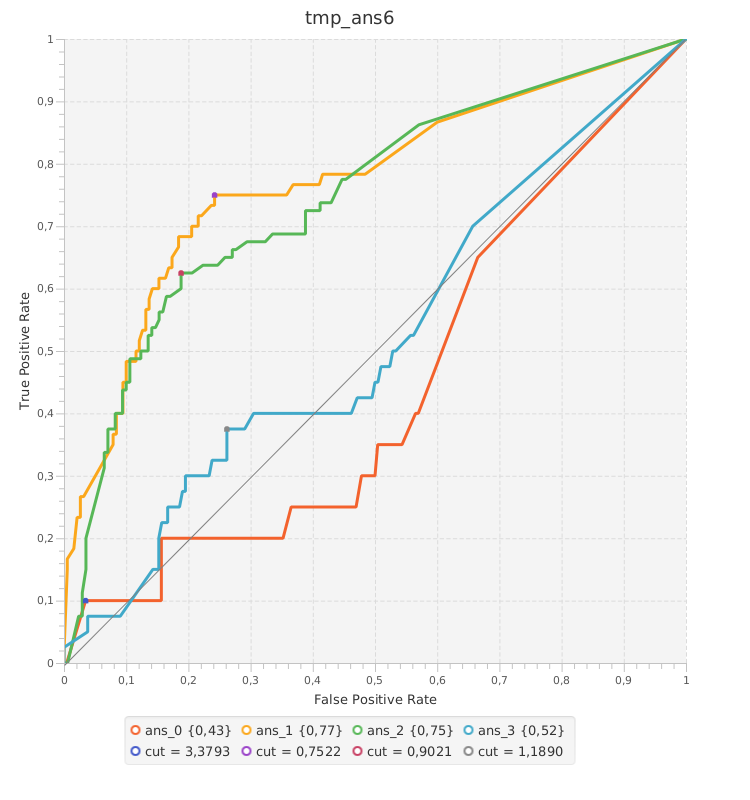 tmp_ans6
1
0,9
0,8
0,7
0,6
0,5
0,4
0,3
0,2
0,1
0
True Positive Rate
0 0,1 0,2 0,3 0,4 0,5 0,6 0,7 0,8 0,9 1
False Positive Rate
ans_0 {0,43} ans_1 {0,77} ans_2 {0,75} ans_3 {0,52}
cut = 3,3793 cut = 0,7522 cut = 0,9021 cut = 1,1890